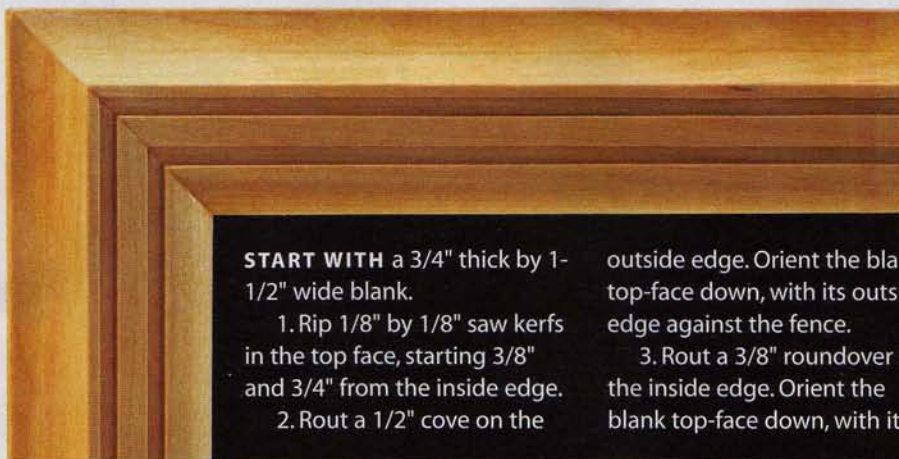 START WITH a 3/4" thick by 1-
1/2" wide blank.
1. Rip 1/8" by 1/8" saw kerfs
in the top face, starting 3/8"
and 3/4" from the inside edge.
2. Rout a 1/2" cove on the
outside edge. Orient the
top-face down, with its
edge against the fence.
3. Rout a 3/8" roundover
the inside edge. Orient the
blank top-face down, with